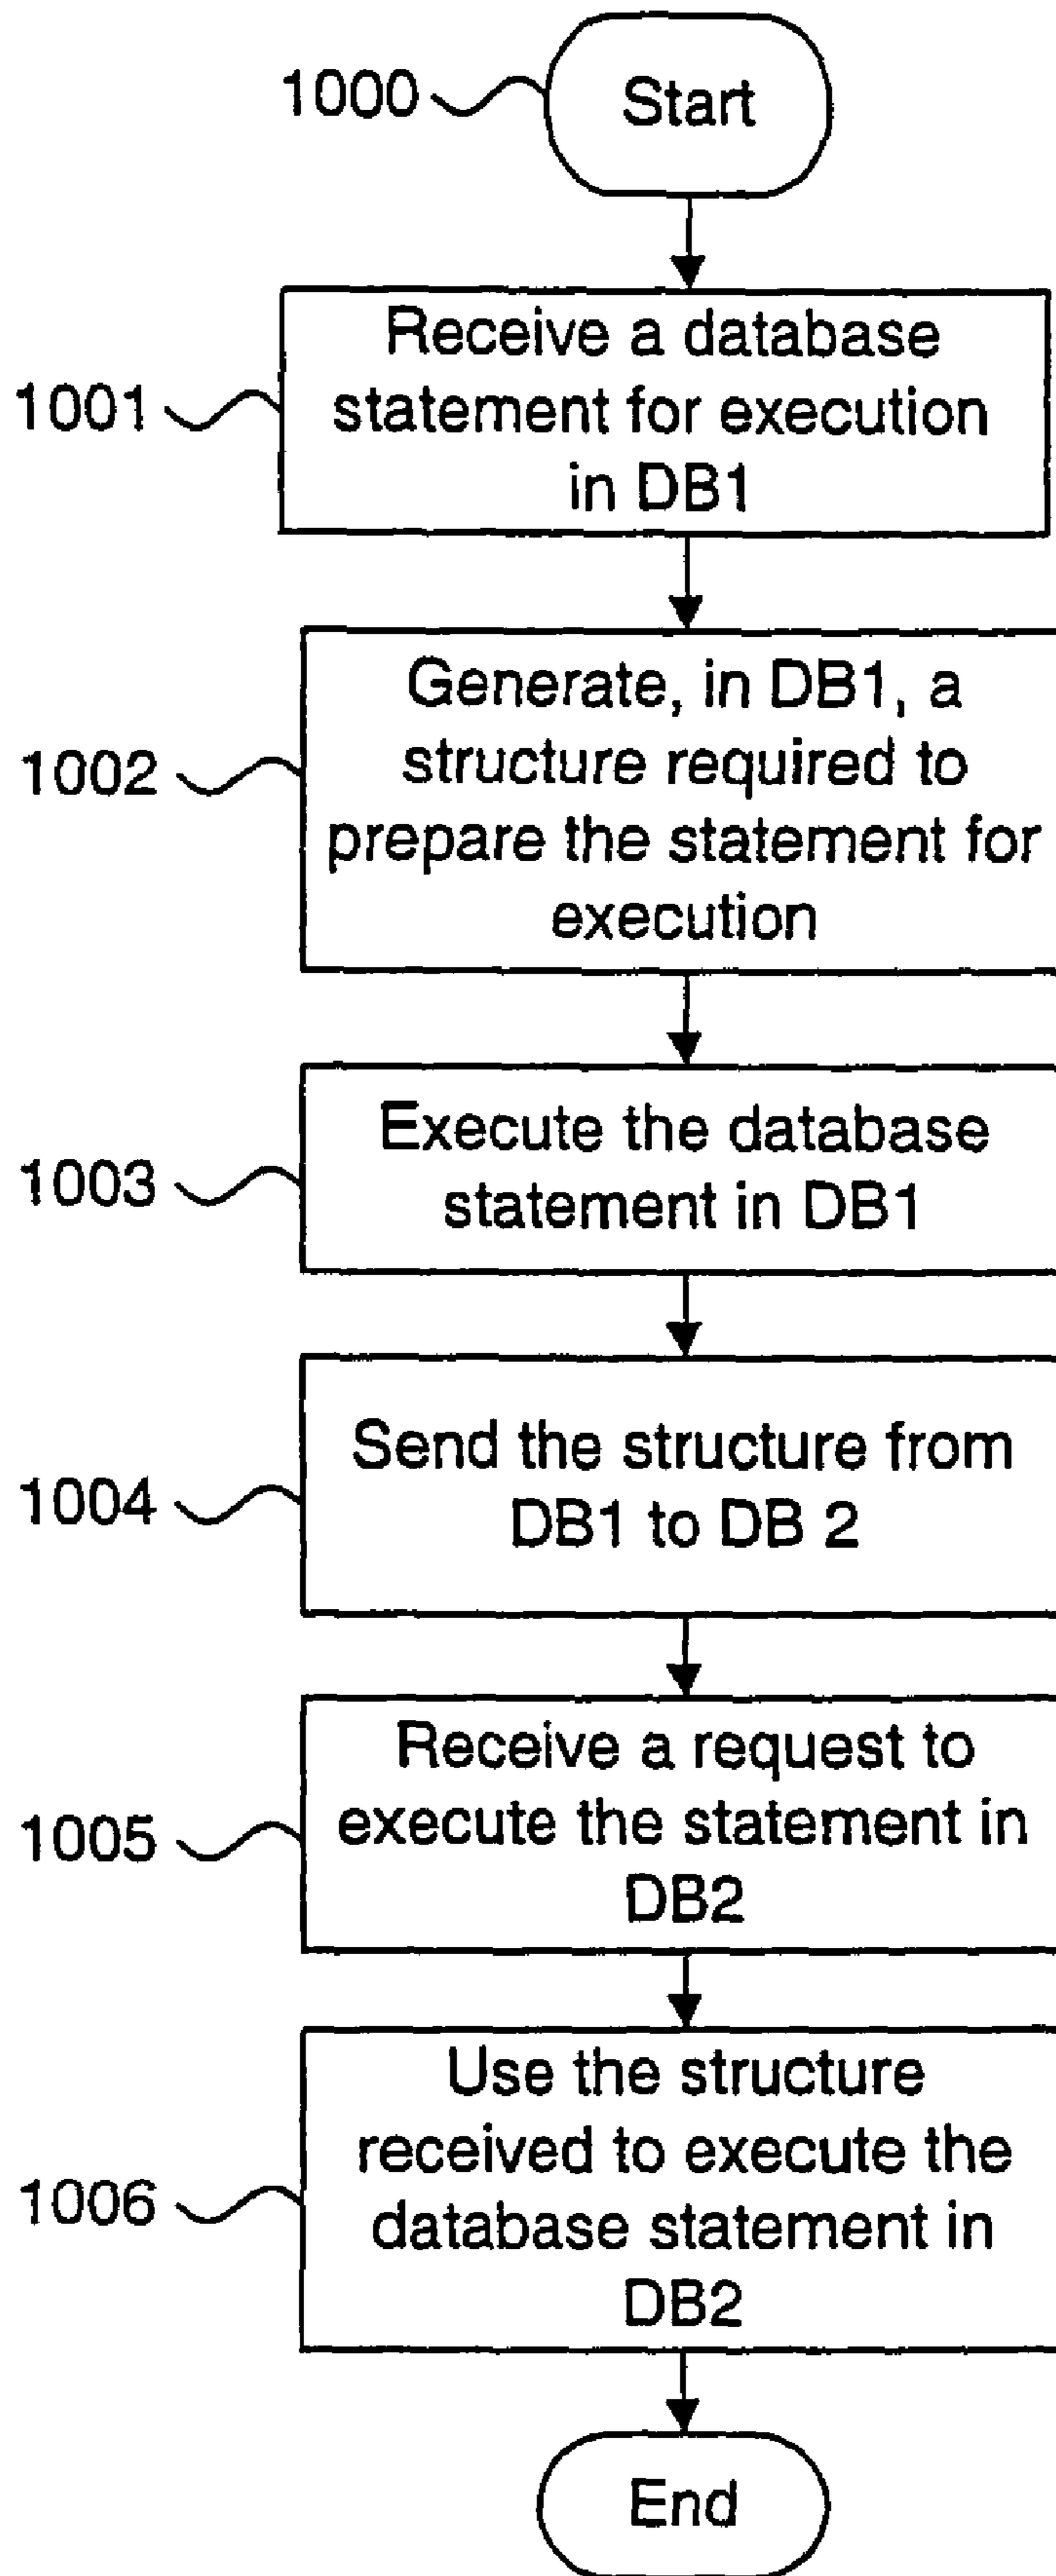 1000
Start
1001
Receive a database
statement for execution
in DB1
1002
Generate, in DB1, a
structure required to
prepare the statement for
execution
1003
Execute the database
statement in DB1
1004
Send the structure from
DB1 to DB 2
1005
Receive a request to
execute the statement in
DB2
1006
Use the structure
received to execute the
database statement in
DB2
End